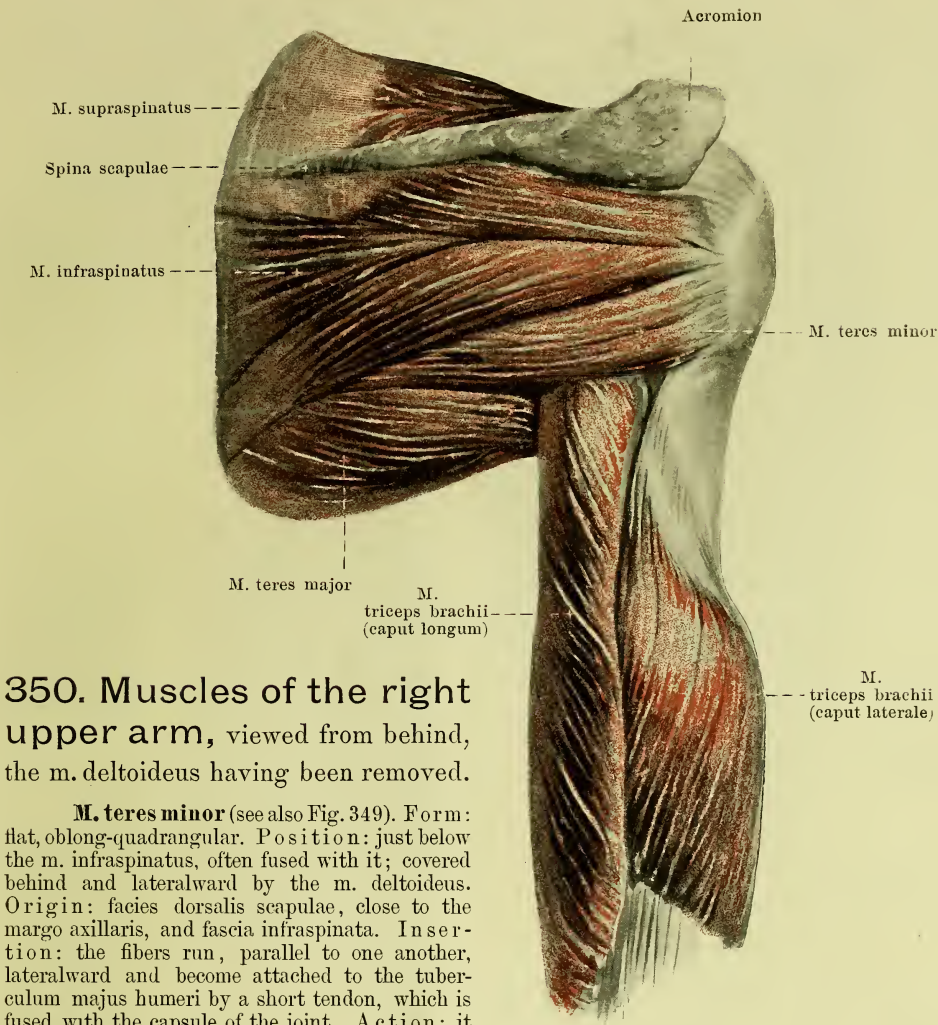 Acromion
M. supraspinatus
Spina scapulae
M. infraspinatus
M. teres minor
M. teres major
M.
triceps brachii
(caput longum)
M.
triceps brachii
(caput laterale)
350. Muscles of the right
upper arm, viewed from behind,
the m. deltoideus having been removed.
M. teres minor (see also Fig. 349). Form:
flat, oblong-quadrangular. Position: just below
the m. infraspinatus, often fused with it; covered
behind and lateralward by the m. deltoideus.
Origin: facies dorsalis scapulae, close to the
margo axillaris, and fascia infraspinata. Inser-
tion: the fibers run, parallel to one another,
lateralward and become attached to the tuber-
culum majus humeri by a short tendon, which is
fused with the capsule of the joint. Action: it